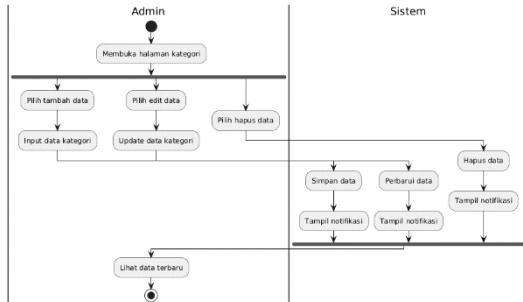 Admin
Sistem
Membuka halaman kategori
Pilih tambah data
Pilih edit data
Pilih hapus data
Input data kategori
Update data kategori
Hapus data
Simpan data
Perbarui data
Tampil notifikasi
Tampil notifikasi
Tampil notifikasi
Lihat data terbaru